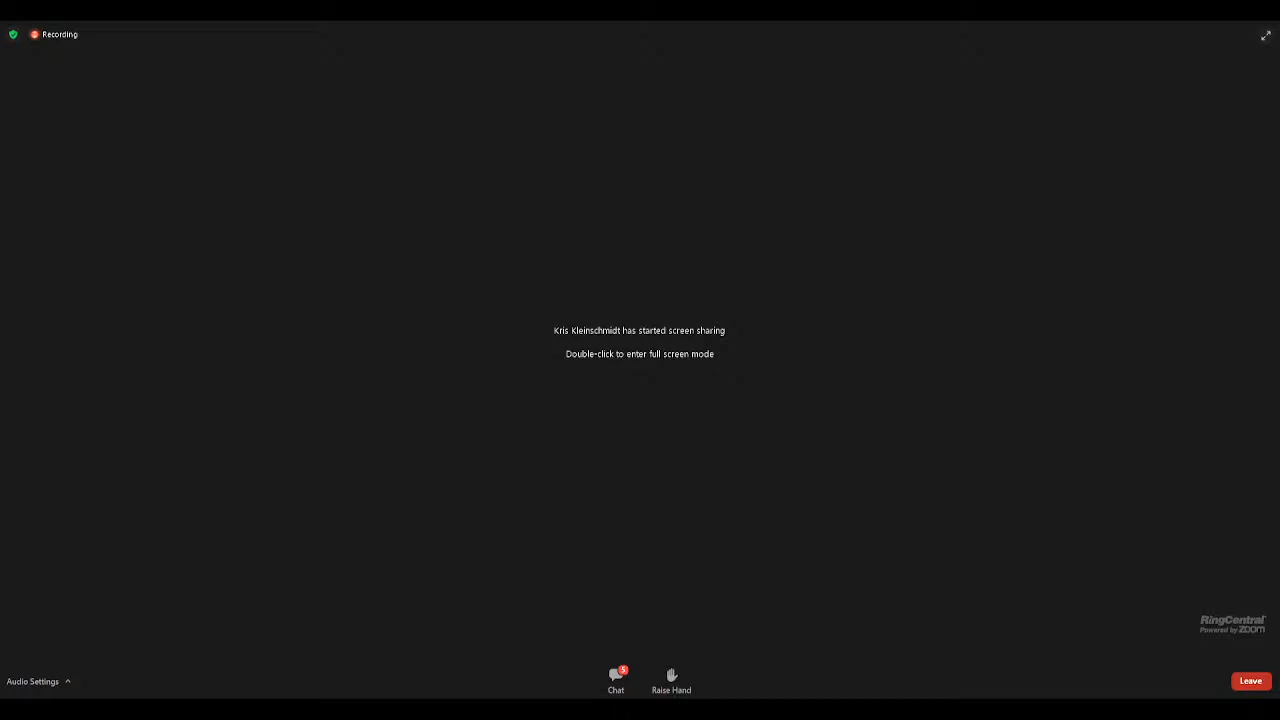 Recording
Kris Kleinschmidt has started screen sharing
Double-click to enter full screen mode
RingCentral
Powered by zoom
5
Audio Settings
Chat
Raise Hand
Leave